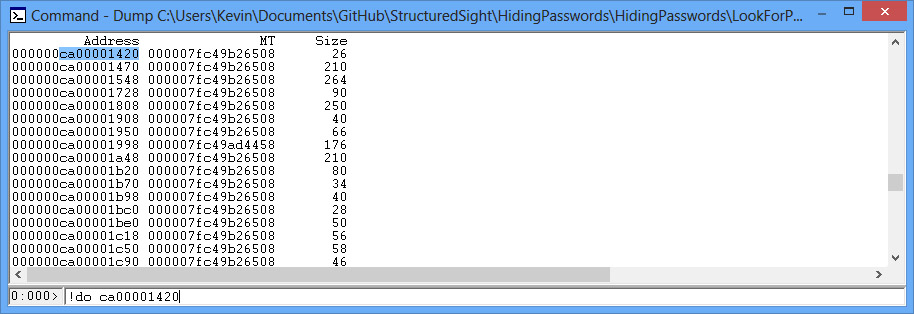 Command - Dump C:\Users\Kevin\Documents\GitHub\StructuredSight\HidingPasswords\HidingPasswords\LookForP...
Address MT Size
000000ca00001420 000007fc49b26508 26
000000ca00001470 000007fc49b26508 210
000000ca00001548 000007fc49b26508 264
000000ca00001728 000007fc49b26508 90
000000ca00001808 000007fc49b26508 250
000000ca00001908 000007fc49b26508 40
000000ca00001950 000007fc49b26508 66
000000ca00001998 000007fc49ad4458 176
000000ca00001a48 000007fc49b26508 210
000000ca00001b20 000007fc49b26508 80
000000ca00001b70 000007fc49b26508 34
000000ca00001b98 000007fc49b26508 40
000000ca00001bc0 000007fc49b26508 28
000000ca00001be0 000007fc49b26508 50
000000ca00001c18 000007fc49b26508 56
000000ca00001c50 000007fc49b26508 58
000000ca00001c90 000007fc49b26508 46
0:000> !do ca00001420